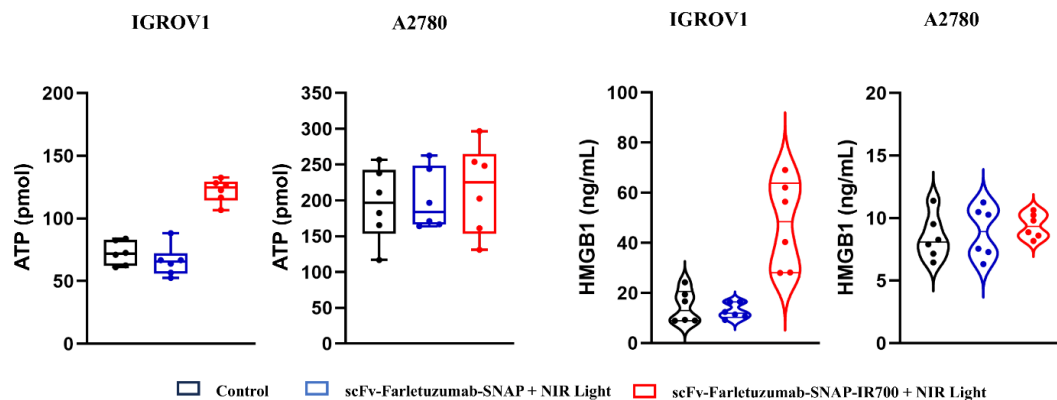 IGROV1
A2780
IGROV1
A2780
ATP (pmol)
200
150
100
50
0
ATP (pmol)
350
300
250
200
150
100
50
0
HMGB1 (ng/mL)
100
80
60
40
20
0
HMGB1 (ng/mL)
20
15
10
5
0
Control
scFv-Farletuzumab-SNAP + NIR Light
scFv-Farletuzumab-SNAP-IR700 + NIR Light